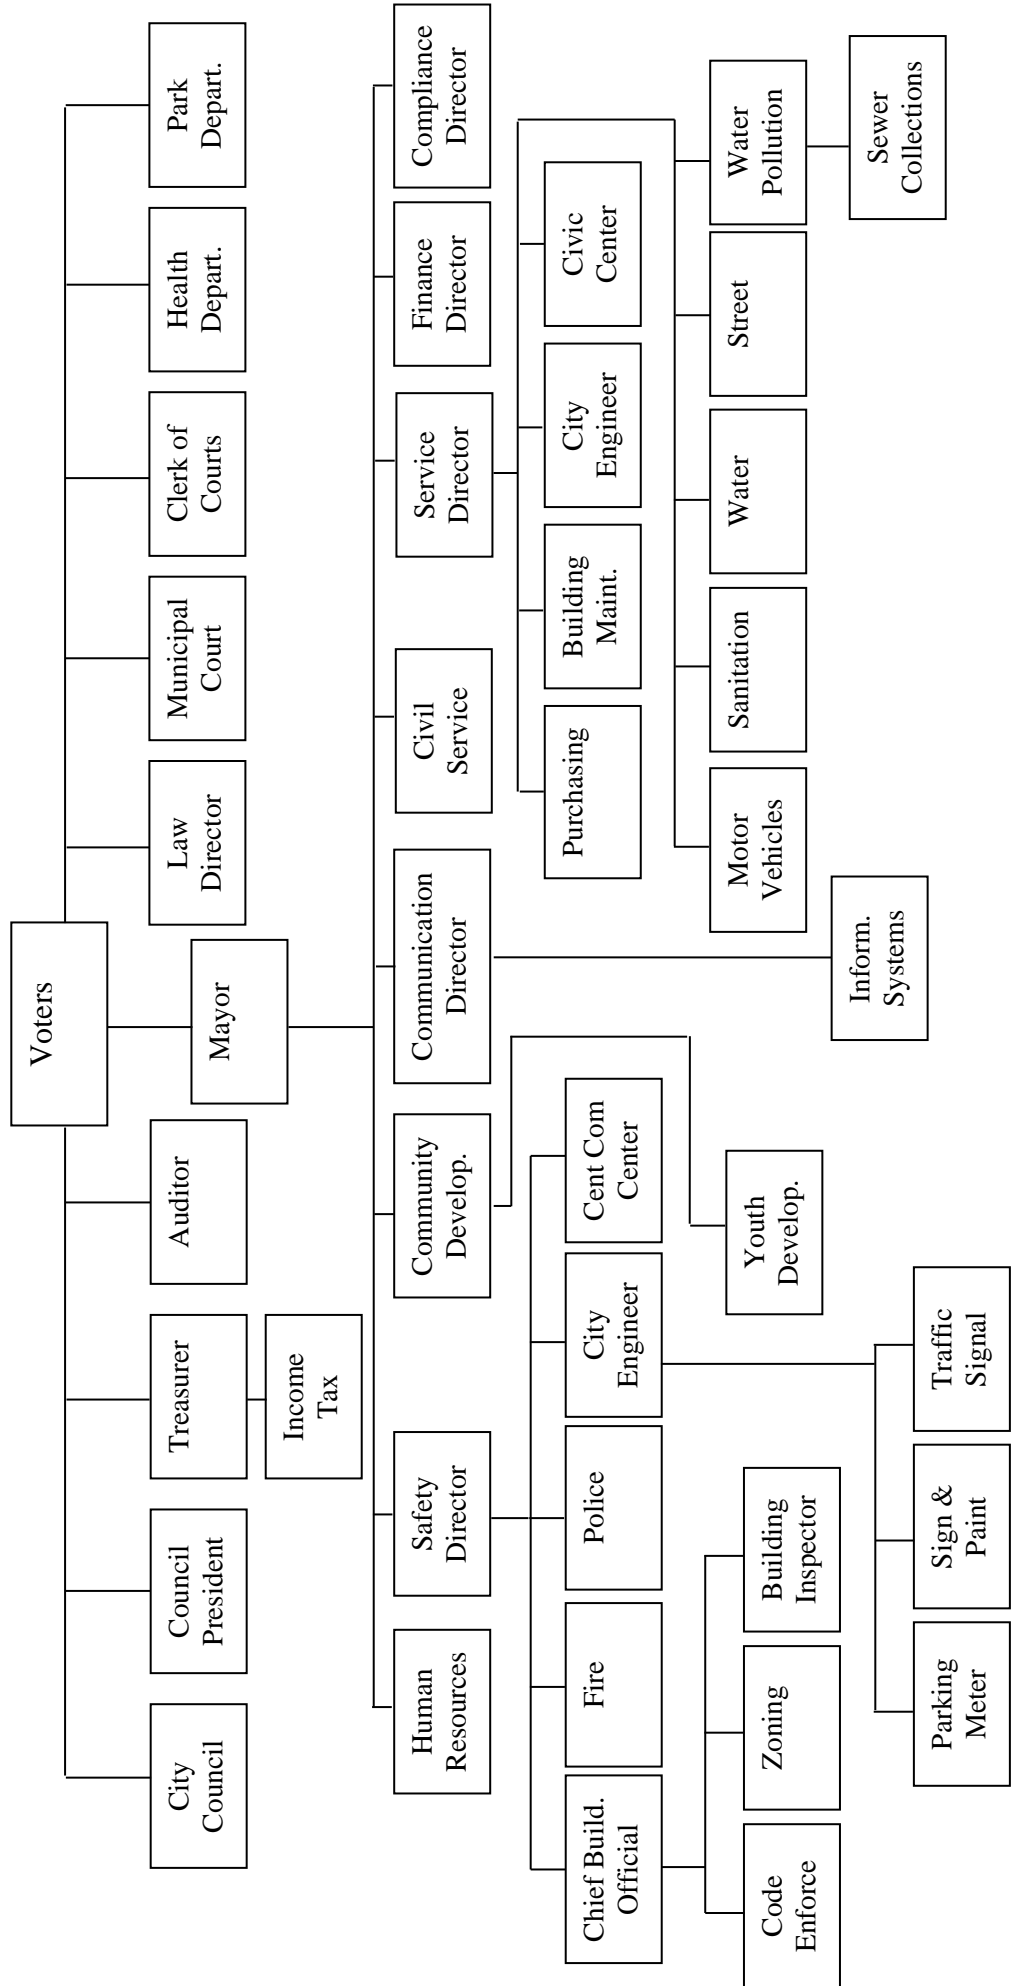 Voters
City
Council
Council
President
Treasurer
Auditor
Mayor
Law
Director
Municipal
Court
Clerk of
Courts
Health
Depart.
Park
Depart.
Income
Tax
Human
Resources
Safety
Director
Community
Develop.
Communication
Director
Civil
Service
Service
Director
Finance
Director
Compliance
Director
Chief Build.
Official
Fire
Police
City
Engineer
Cent Com
Center
Purchasing
Building
Maint.
City
Engineer
Civic
Center
Code
Enforce
Zoning
Building
Inspector
Youth
Develop.
Motor
Vehicles
Sanitation
Water
Street
Water
Pollution
Parking
Meter
Sign &
Paint
Traffic
Signal
Inform.
Systems
Sewer
Collections